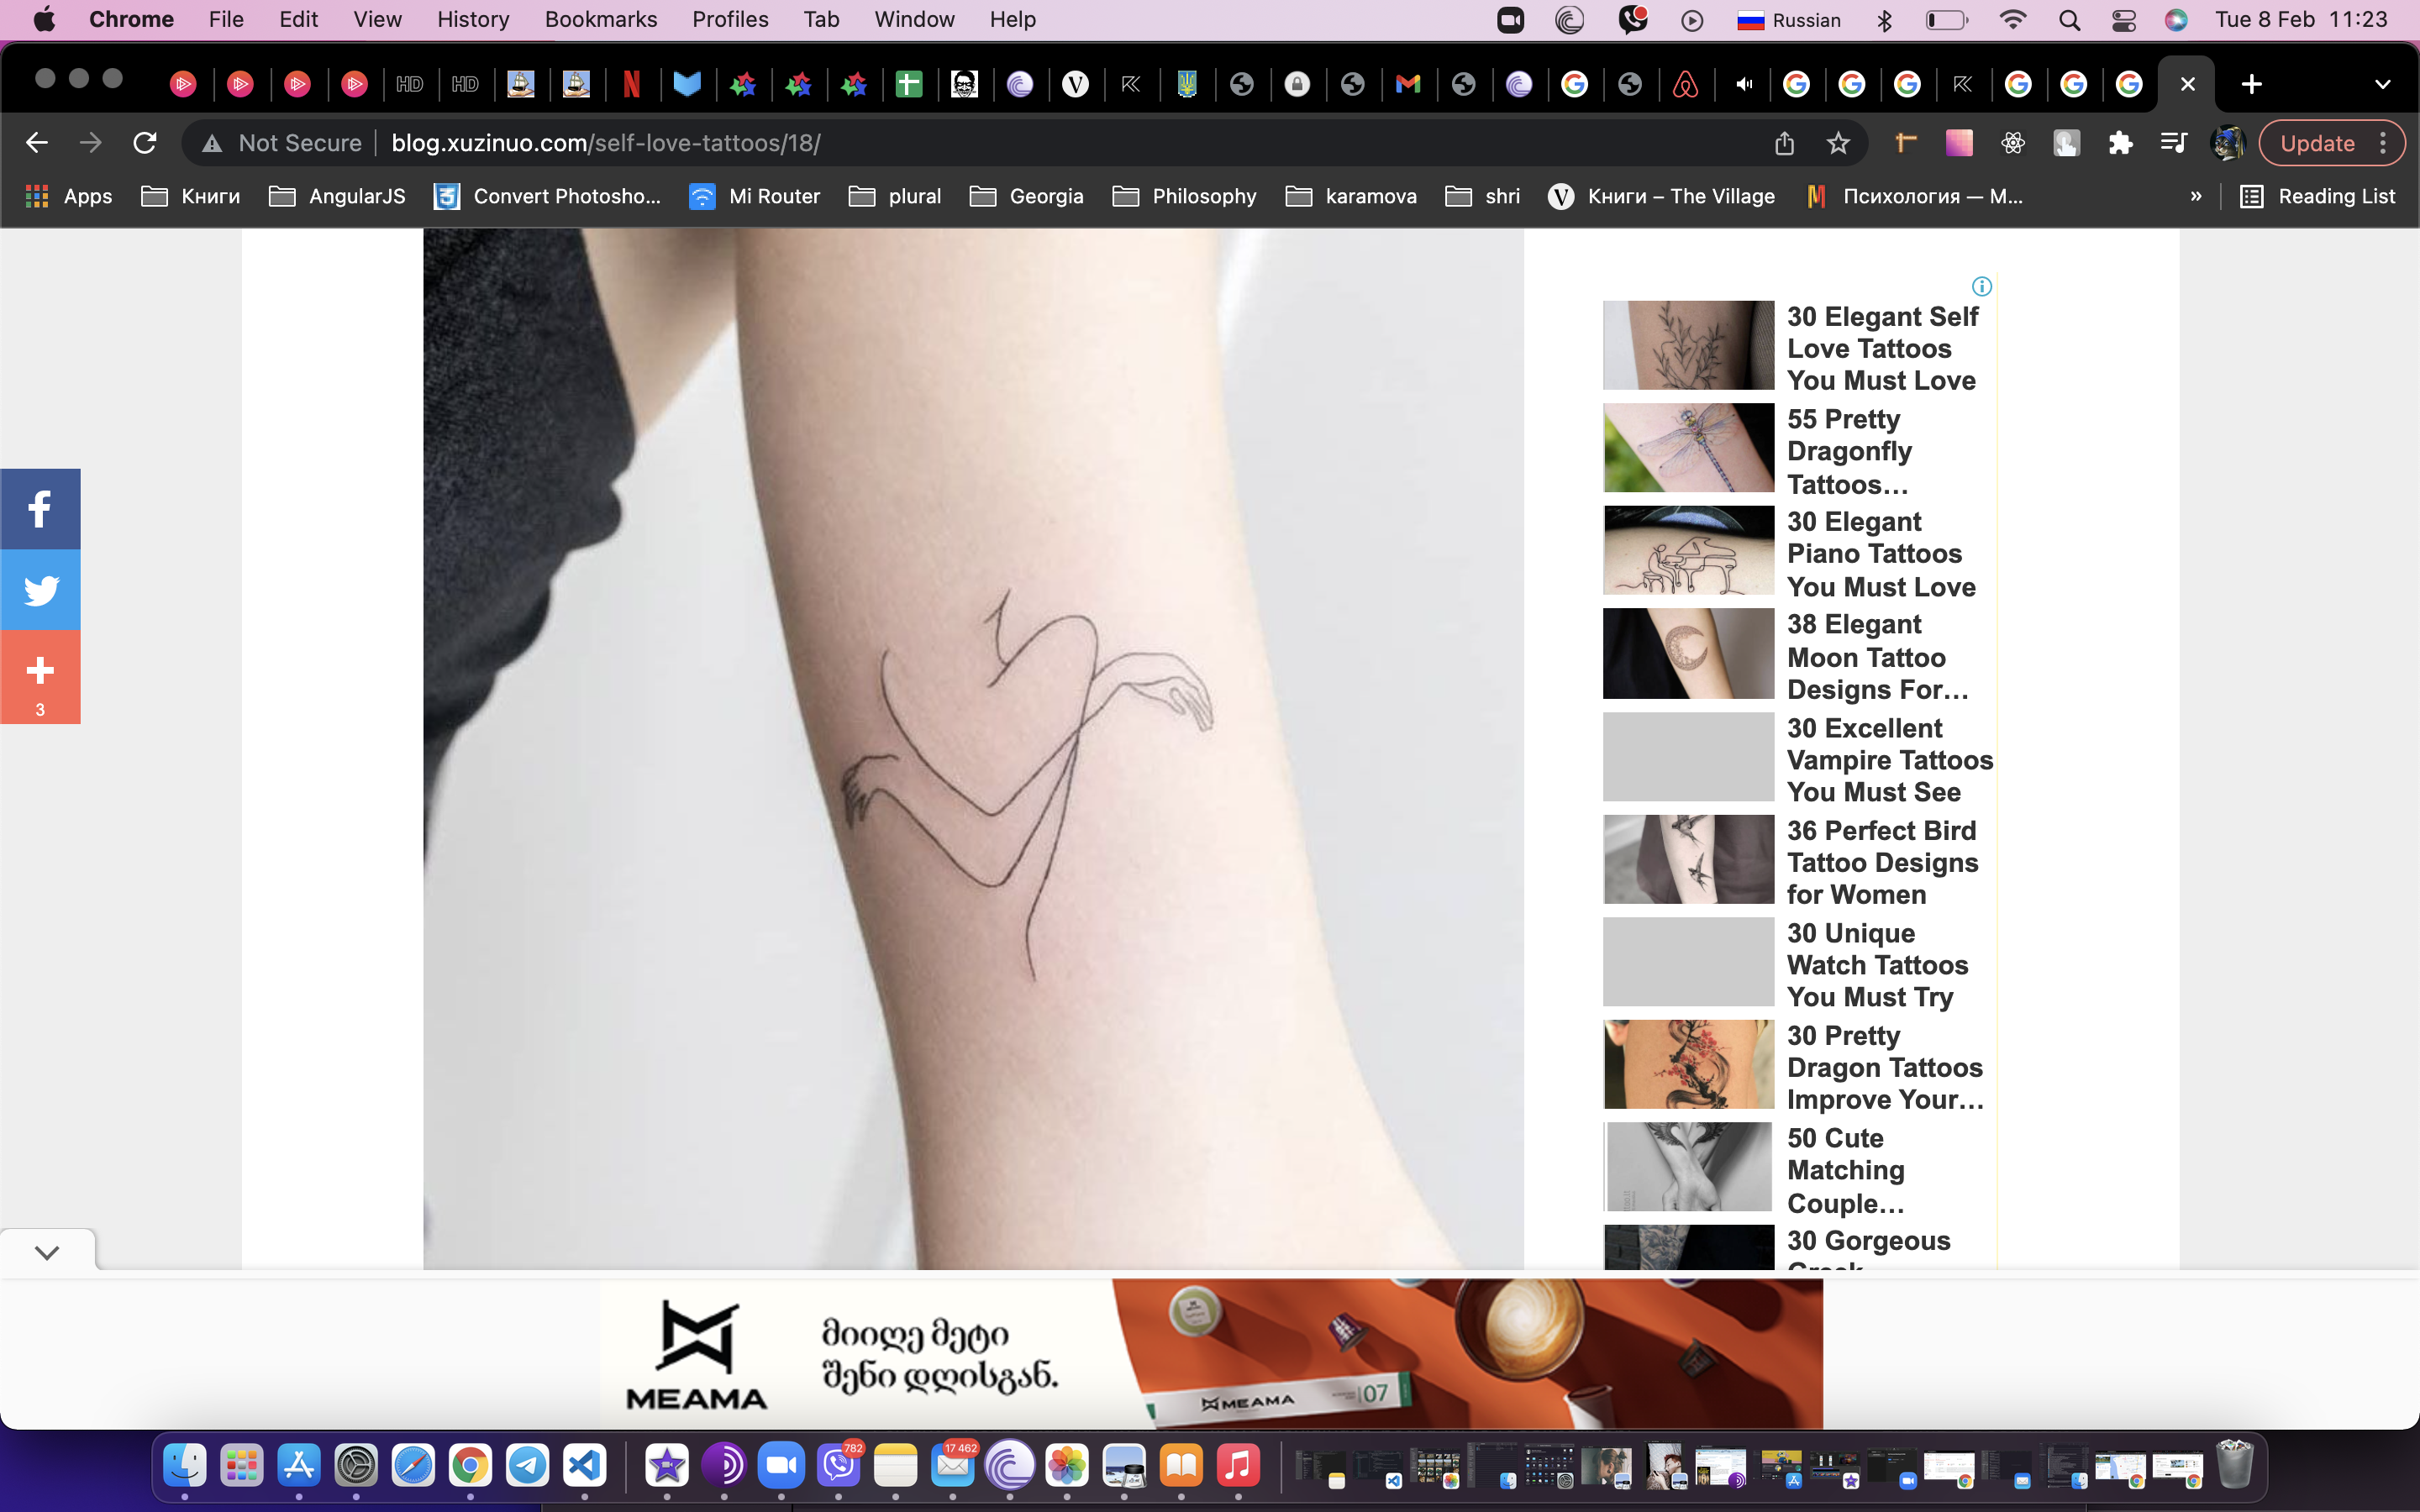 Chrome File Edit View History Bookmarks Profiles Tab Window Help Russian Tue 8 Feb 11:23
HD HD
Not Secure blog.xuzinuo.com/self-love-tattoos/18/ Update
Apps Книги AngularJS Convert Photosho... Mi Router plural Georgia Philosophy karamova shri Книги – The Village Психология — М... » Reading List
30 Elegant Self
Love Tattoos
You Must Love
55 Pretty
Dragonfly
Tattoos...
30 Elegant
Piano Tattoos
You Must Love
38 Elegant
Moon Tattoo
Designs For...
30 Excellent
Vampire Tattoos
You Must See
36 Perfect Bird
Tattoo Designs
for Women
30 Unique
Watch Tattoos
You Must Try
30 Pretty
Dragon Tattoos
Improve Your...
50 Cute
Matching
Couple...
30 Gorgeous
3
MEAMA
მიიღე მეტი
შენი დღისგან.
MEAMA 07
782
17 462